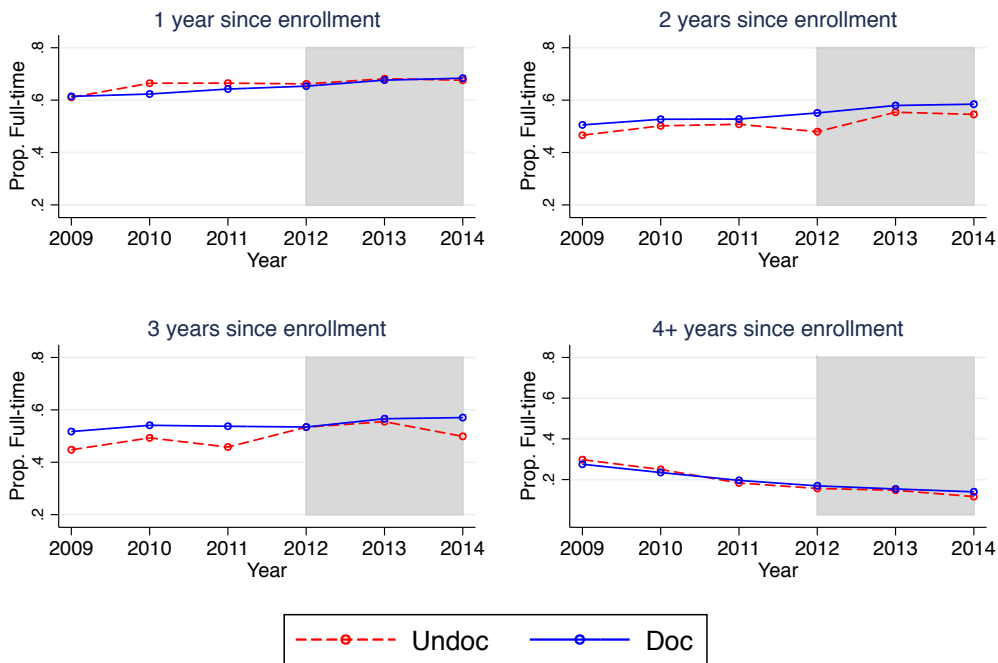 1 year since enrollment
Prop. Full-time
.8
.6
.4
.2
2009 2010 2011 2012 2013 2014
Year
2 years since enrollment
Prop. Full-time
.8
.6
.4
.2
2009 2010 2011 2012 2013 2014
Year
3 years since enrollment
Prop. Full-time
.8
.6
.4
.2
2009 2010 2011 2012 2013 2014
Year
4+ years since enrollment
Prop. Full-time
.8
.6
.4
.2
2009 2010 2011 2012 2013 2014
Year
Undoc Doc